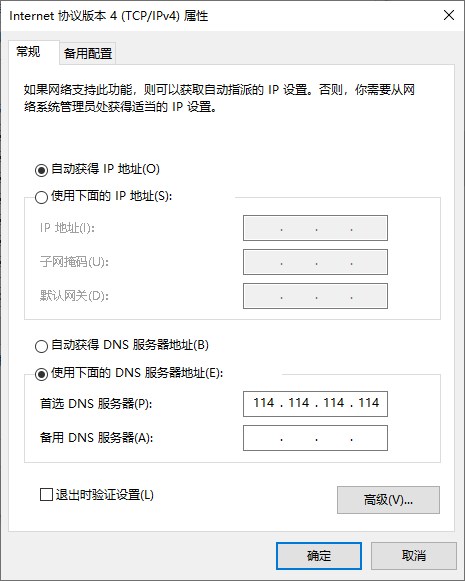 Internet 协议版本 4 (TCP/IPv4) 属性
常规
备用配置
如果网络支持此功能，则可以获取自动指派的 IP 设置。否则，你需要从网
络系统管理员处获得适当的 IP 设置。
自动获得 IP 地址(O)
使用下面的 IP 地址(S):
IP 地址(I):
. . .
子网掩码(U):
. . .
默认网关(D):
. . .
自动获得 DNS 服务器地址(B)
使用下面的 DNS 服务器地址(E):
首选 DNS 服务器(P):
114 . 114 . 114 . 114
备用 DNS 服务器(A):
. . .
退出时验证设置(L)
高级(V)...
确定
取消